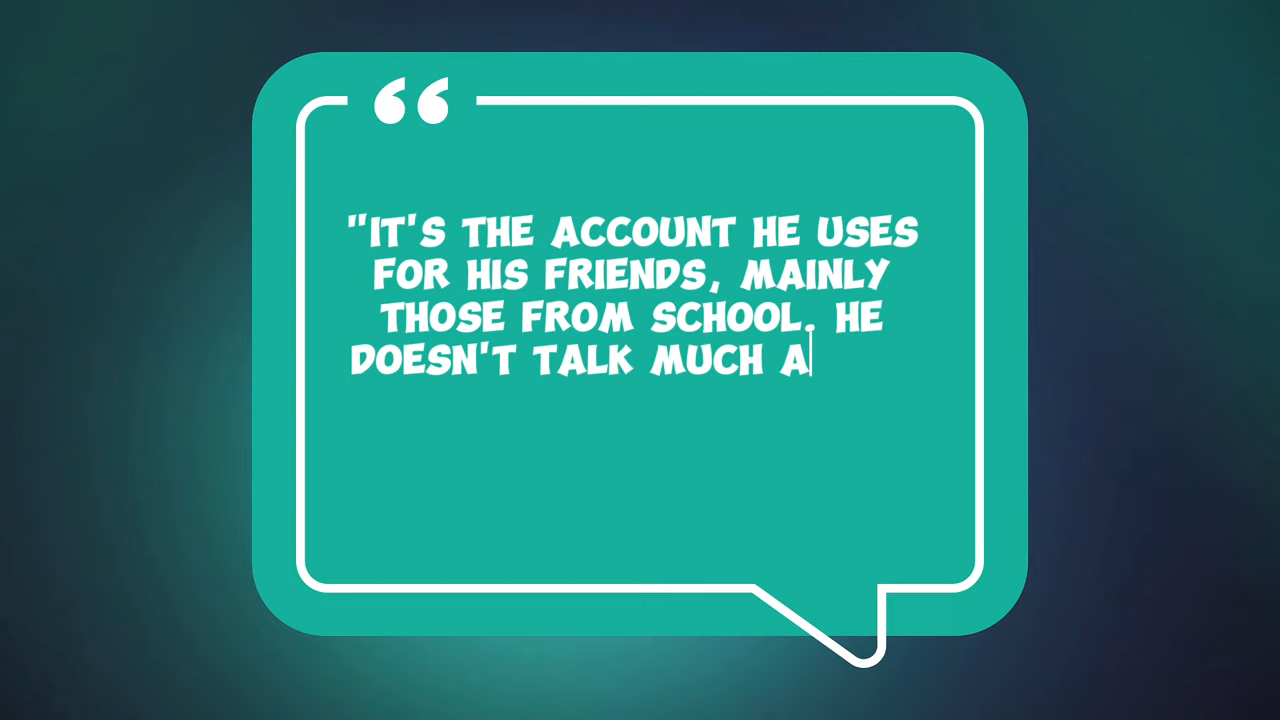 "IT'S THE ACCOUNT HE USES
FOR HIS FRIENDS, MAINLY
THOSE FROM SCHOOL. HE
DOESN'T TALK MUCH A